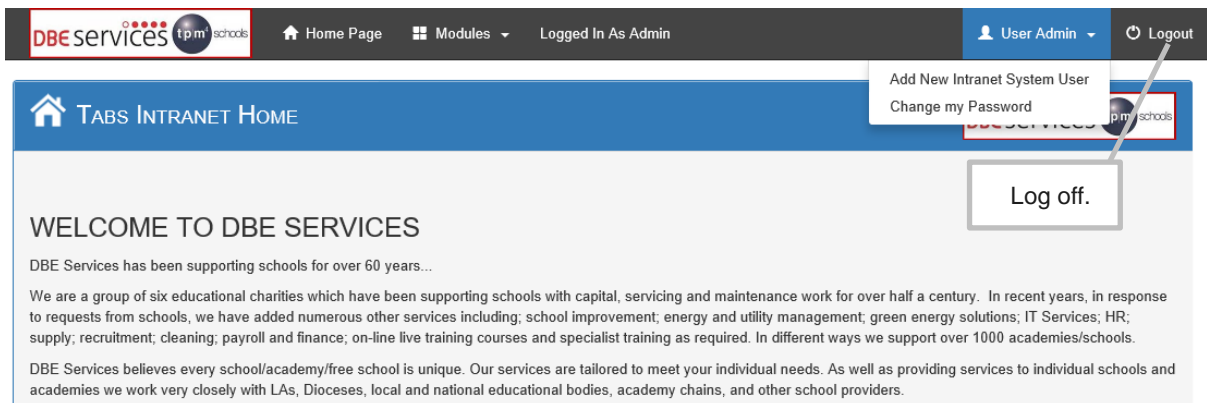 DBE services tpm schools Home Page Modules Logged In As Admin User Admin Logout
Add New Intranet System User
Change my Password
TABS INTRANET HOME
DBE SERVICES pm schools
Log off.
WELCOME TO DBE SERVICES
DBE Services has been supporting schools for over 60 years...
We are a group of six educational charities which have been supporting schools with capital, servicing and maintenance work for over half a century. In recent years, in response
to requests from schools, we have added numerous other services including; school improvement; energy and utility management; green energy solutions; IT Services; HR;
supply; recruitment; cleaning; payroll and finance; on-line live training courses and specialist training as required. In different ways we support over 1000 academies/schools.
DBE Services believes every school/academy/free school is unique. Our services are tailored to meet your individual needs. As well as providing services to individual schools and
academies we work very closely with LAs, Dioceses, local and national educational bodies, academy chains, and other school providers.